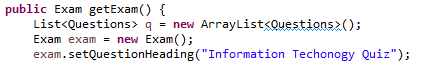 public Exam getExam() {
List<Questions> q = new ArrayList<Questions>();
Exam exam = new Exam();
exam.setQuestionHeading("Information Techonogy Quiz");